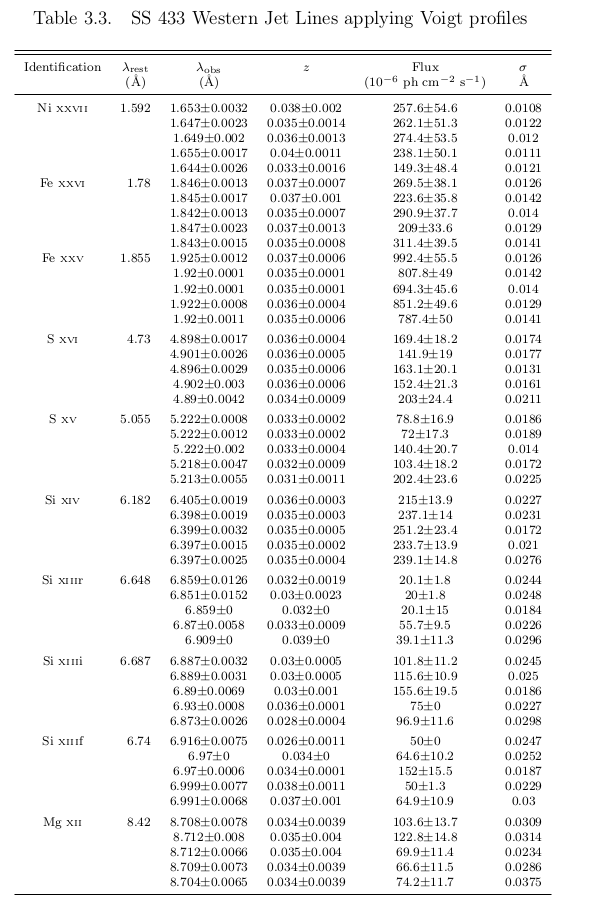 Table 3.3. SS 433 Western Jet Lines applying Voigt profiles
Identification λrest λobs z Flux σ
(Å) (Å) (10−6 ph cm−2 s−1) Å
Ni XXVII 1.592 1.653±0.0032 0.038±0.002 257.6±54.6 0.0108
1.647±0.0023 0.035±0.0014 262.1±51.3 0.0122
1.649±0.002 0.036±0.0013 274.4±53.5 0.012
1.655±0.0017 0.04±0.0011 238.1±50.1 0.0111
1.644±0.0026 0.033±0.0016 149.3±48.4 0.0121
Fe XXVI 1.78 1.846±0.0013 0.037±0.0007 269.5±38.1 0.0126
1.845±0.0017 0.037±0.001 223.6±35.8 0.0142
1.842±0.0013 0.035±0.0007 290.9±37.7 0.014
1.847±0.0023 0.037±0.0013 209±33.6 0.0129
1.843±0.0015 0.035±0.0008 311.4±39.5 0.0141
Fe XXV 1.855 1.925±0.0012 0.037±0.0006 992.4±55.5 0.0126
1.92±0.0001 0.035±0.0001 807.8±49 0.0142
1.92±0.0001 0.035±0.0001 694.3±45.6 0.014
1.922±0.0008 0.036±0.0004 851.2±49.6 0.0129
1.92±0.0011 0.035±0.0006 787.4±50 0.0141
S XVI 4.73 4.898±0.0017 0.036±0.0004 169.4±18.2 0.0174
4.901±0.0026 0.036±0.0005 141.9±19 0.0177
4.896±0.0029 0.035±0.0006 163.1±20.1 0.0131
4.902±0.003 0.036±0.0006 152.4±21.3 0.0161
4.89±0.0042 0.034±0.0009 203±24.4 0.0211
S XV 5.055 5.222±0.0008 0.033±0.0002 78.8±16.9 0.0186
5.222±0.0012 0.033±0.0002 72±17.3 0.0189
5.222±0.002 0.033±0.0004 140.4±20.7 0.014
5.218±0.0047 0.032±0.0009 103.4±18.2 0.0172
5.213±0.0055 0.031±0.0011 202.4±23.6 0.0225
Si XIV 6.182 6.405±0.0019 0.036±0.0003 215±13.9 0.0227
6.398±0.0019 0.035±0.0003 237.1±14 0.0231
6.399±0.0032 0.035±0.0005 251.2±23.4 0.0172
6.397±0.0015 0.035±0.0002 233.7±13.9 0.021
6.397±0.0025 0.035±0.0004 239.1±14.8 0.0276
Si XIIIr 6.648 6.859±0.0126 0.032±0.0019 20.1±1.8 0.0244
6.851±0.0152 0.03±0.0023 20±1.8 0.0248
6.859±0 0.032±0 20.1±15 0.0184
6.87±0.0058 0.033±0.0009 55.7±9.5 0.0226
6.909±0 0.039±0 39.1±11.3 0.0296
Si XIIIi 6.687 6.887±0.0032 0.03±0.0005 101.8±11.2 0.0245
6.889±0.0031 0.03±0.0005 115.6±10.9 0.025
6.89±0.0069 0.03±0.001 155.6±19.5 0.0186
6.93±0.0008 0.036±0.0001 75±0 0.0227
6.873±0.0026 0.028±0.0004 96.9±11.6 0.0298
Si XIIIf 6.74 6.916±0.0075 0.026±0.0011 50±0 0.0247
6.97±0 0.034±0 64.6±10.2 0.0252
6.97±0.0006 0.034±0.0001 152±15.5 0.0187
6.999±0.0077 0.038±0.0011 50±1.3 0.0229
6.991±0.0068 0.037±0.001 64.9±10.9 0.03
Mg XII 8.42 8.708±0.0078 0.034±0.0039 103.6±13.7 0.0309
8.712±0.008 0.035±0.004 122.8±14.8 0.0314
8.712±0.0066 0.035±0.004 69.9±11.4 0.0234
8.709±0.0073 0.034±0.0039 66.6±11.5 0.0286
8.704±0.0065 0.034±0.0039 74.2±11.7 0.0375